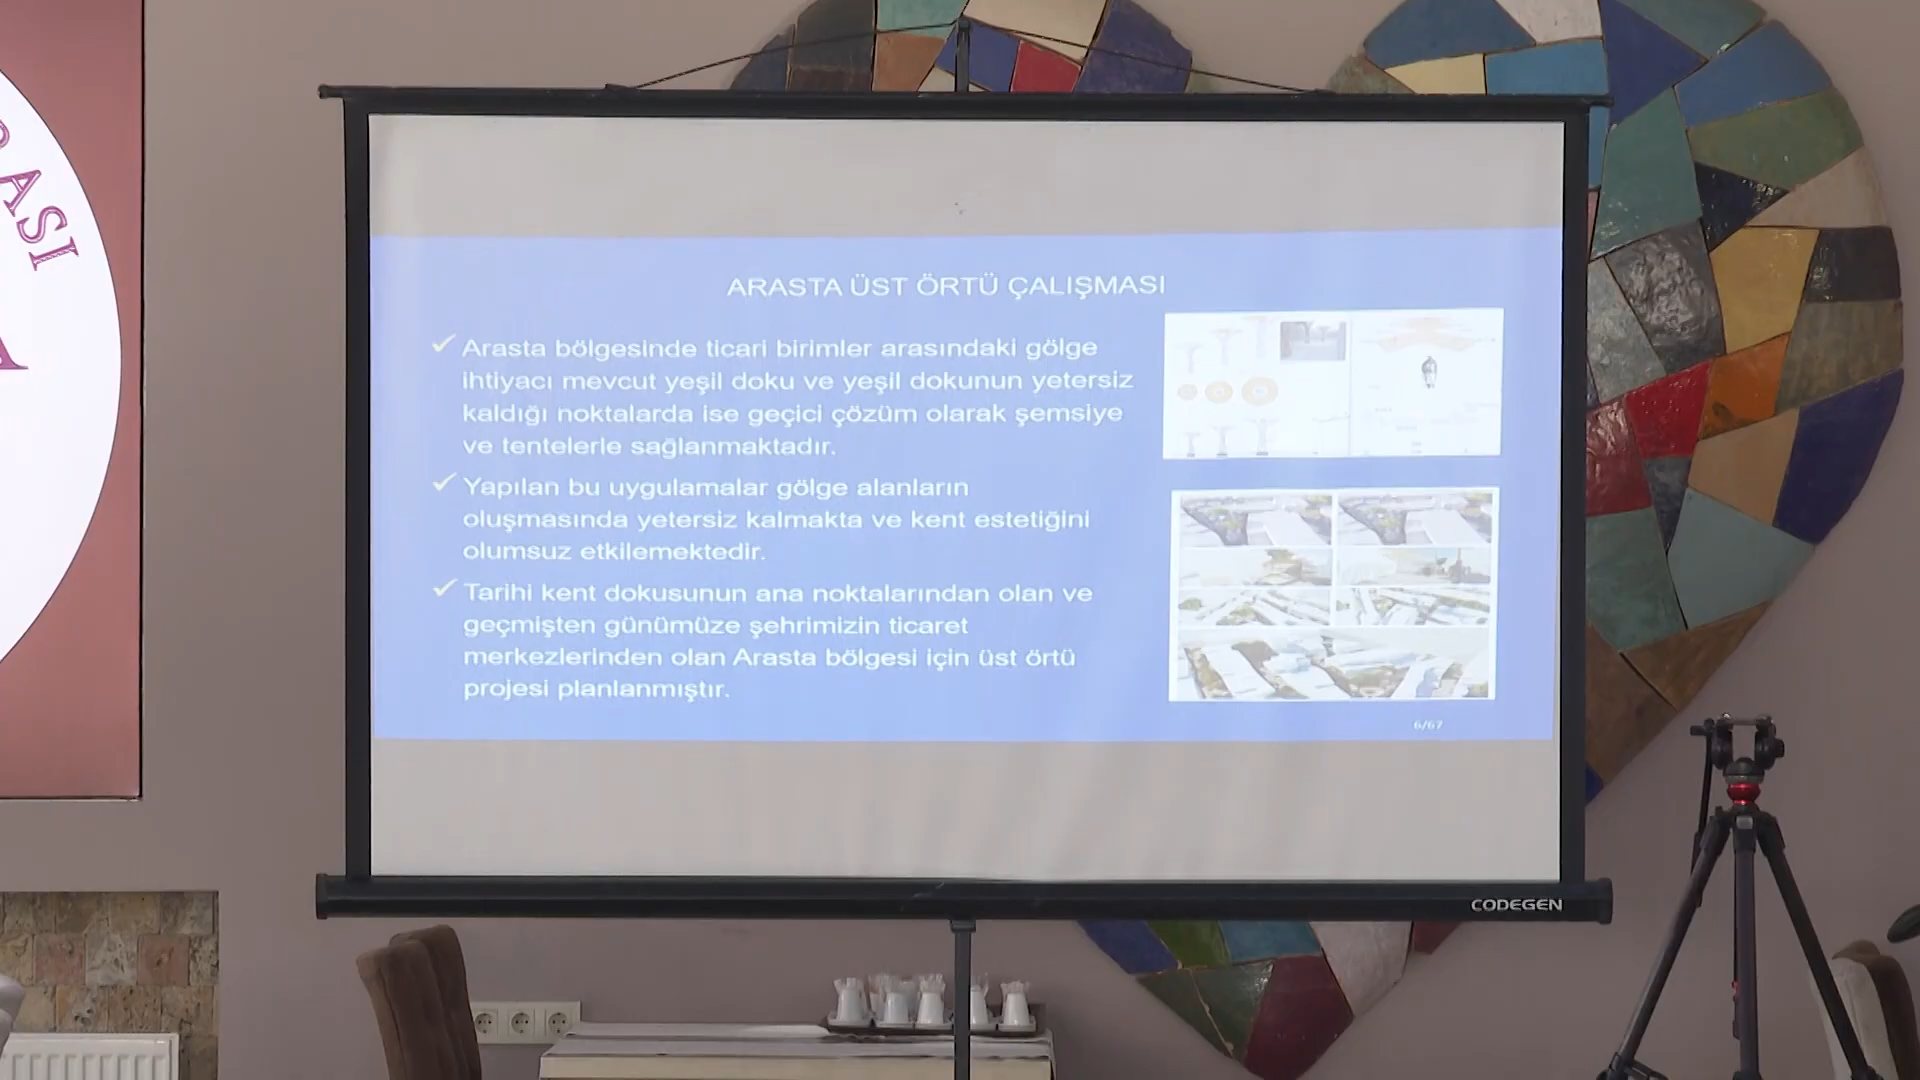 RASI
ARASTA ÜST ÖRTÜ ÇALIŞMASI
✓ Arasta bölgesinde ticari birimler arasındaki gölge
ihtiyacı mevcut yeşil doku ve yeşil dokunun yetersiz
kaldığı noktalarda ise geçici çözüm olarak şemsiye
ve tentelerle sağlanmaktadır.
✓ Yapılan bu uygulamalar gölge alanların
oluşmasında yetersiz kalmakta ve kent estetiğini
olumsuz etkilemektedir.
✓ Tarihi kent dokusunun ana noktalarından olan ve
geçmişten günümüze şehrimizin ticaret
merkezlerinden olan Arasta bölgesi için üst örtü
projesi planlanmıştır.
6/67
CODEGEN